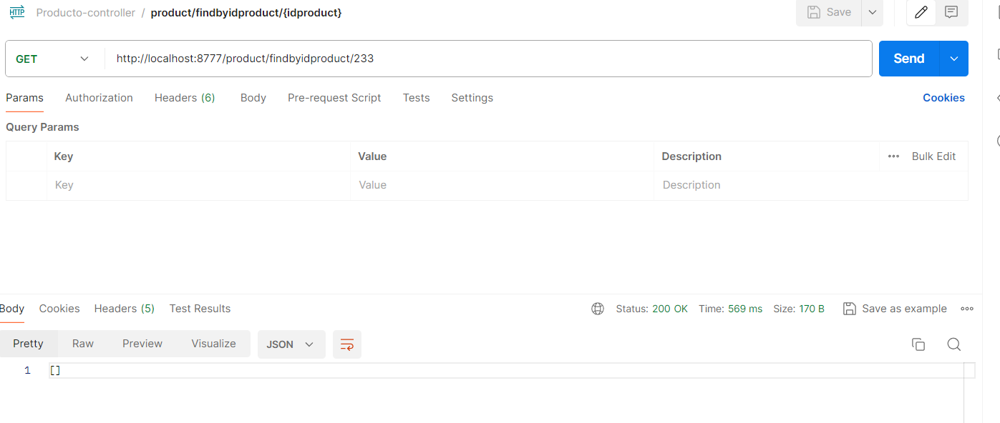 HTTP Producto-controller / product/findbyidproduct/{idproduct} Save
GET http://localhost:8777/product/findbyidproduct/233 Send
Params Authorization Headers (6) Body Pre-request Script Tests Settings Cookies
Query Params
Key Value Description ••• Bulk Edit
Key Value Description
Body Cookies Headers (5) Test Results Status: 200 OK Time: 569 ms Size: 170 B Save as example
Pretty Raw Preview Visualize JSON
1 []